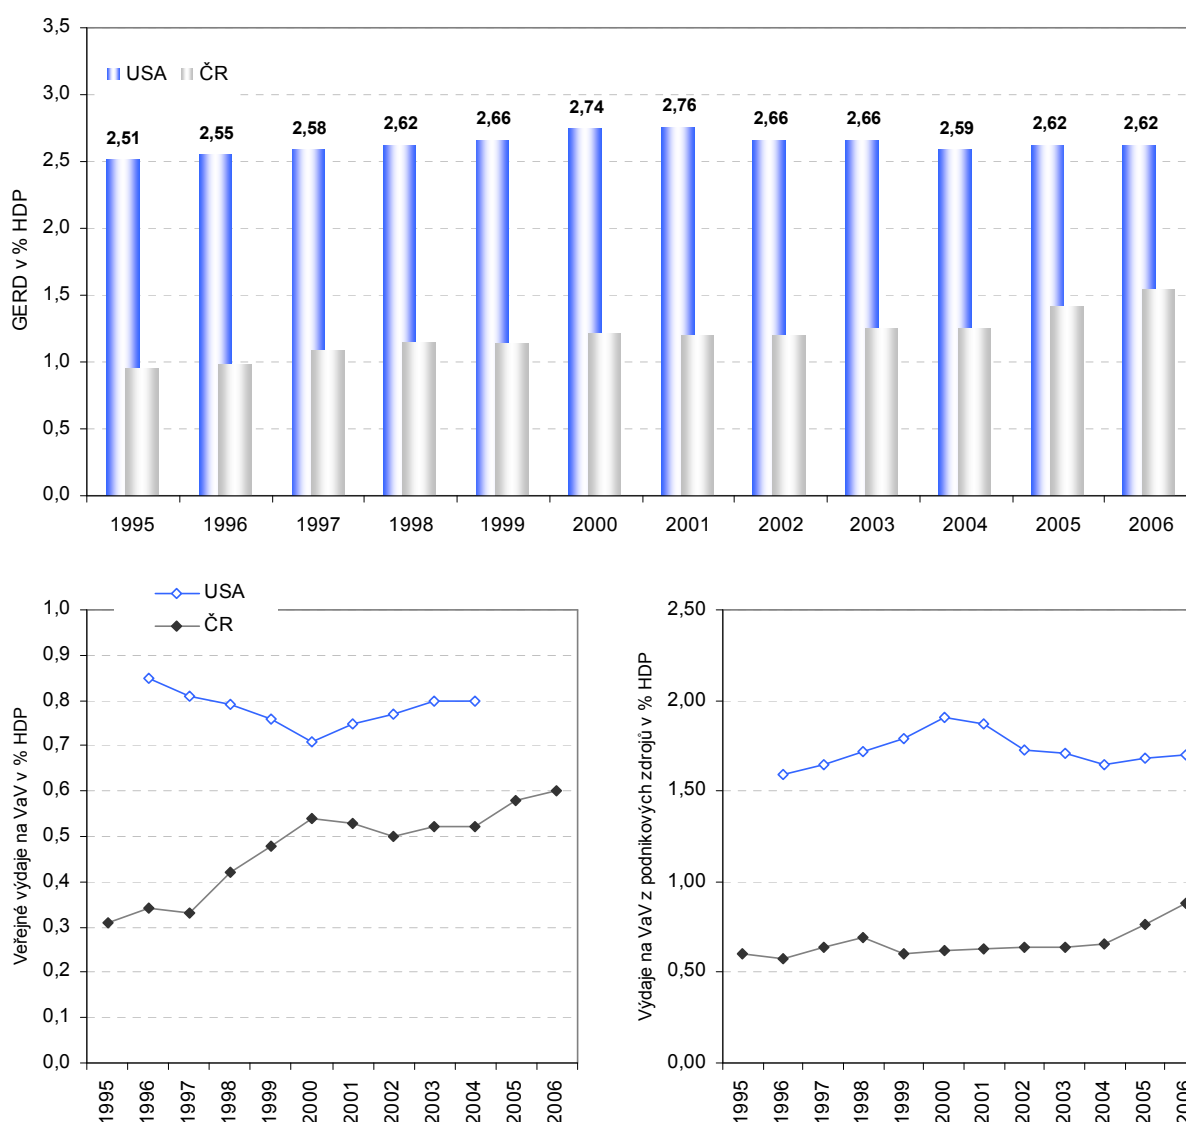 3,5
3,0
2,5
2,0
1,5
1,0
0,5
0,0
GERD v % HDP
USA ČR
2,51 2,55 2,58 2,62 2,66 2,74 2,76 2,66 2,66 2,59 2,62 2,62
1995 1996 1997 1998 1999 2000 2001 2002 2003 2004 2005 2006
USA
ČR
1,0
0,9
0,8
0,7
0,6
0,5
0,4
0,3
0,2
0,1
0,0
Veřejné výdaje na VaV v % HDP
1995 1996 1997 1998 1999 2000 2001 2002 2003 2004 2005 2006
2,50
2,00
1,50
1,00
0,50
0,00
Výdaje na VaV z podnikových zdrojů v % HDP
1995 1996 1997 1998 1999 2000 2001 2002 2003 2004 2005 2006